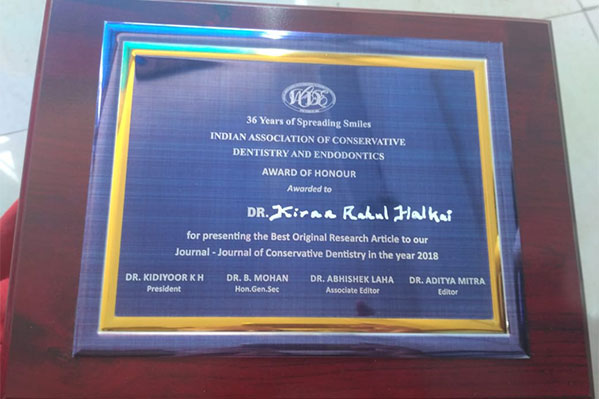 36 Years of Spreading Smiles
INDIAN ASSOCIATION OF CONSERVATIVE
DENTISTRY AND ENDODONTICS
AWARD OF HONOUR
Awarded to
DR. Kiran Rahul Halkai
for presenting the Best Original Research Article to our
Journal - Journal of Conservative Dentistry in the year 2018
DR. KIDIYOOR K H DR. B. MOHAN DR. ABHISHEK LAHA DR. ADITYA MITRA
President Hon.Gen.Sec Associate Editor Editor